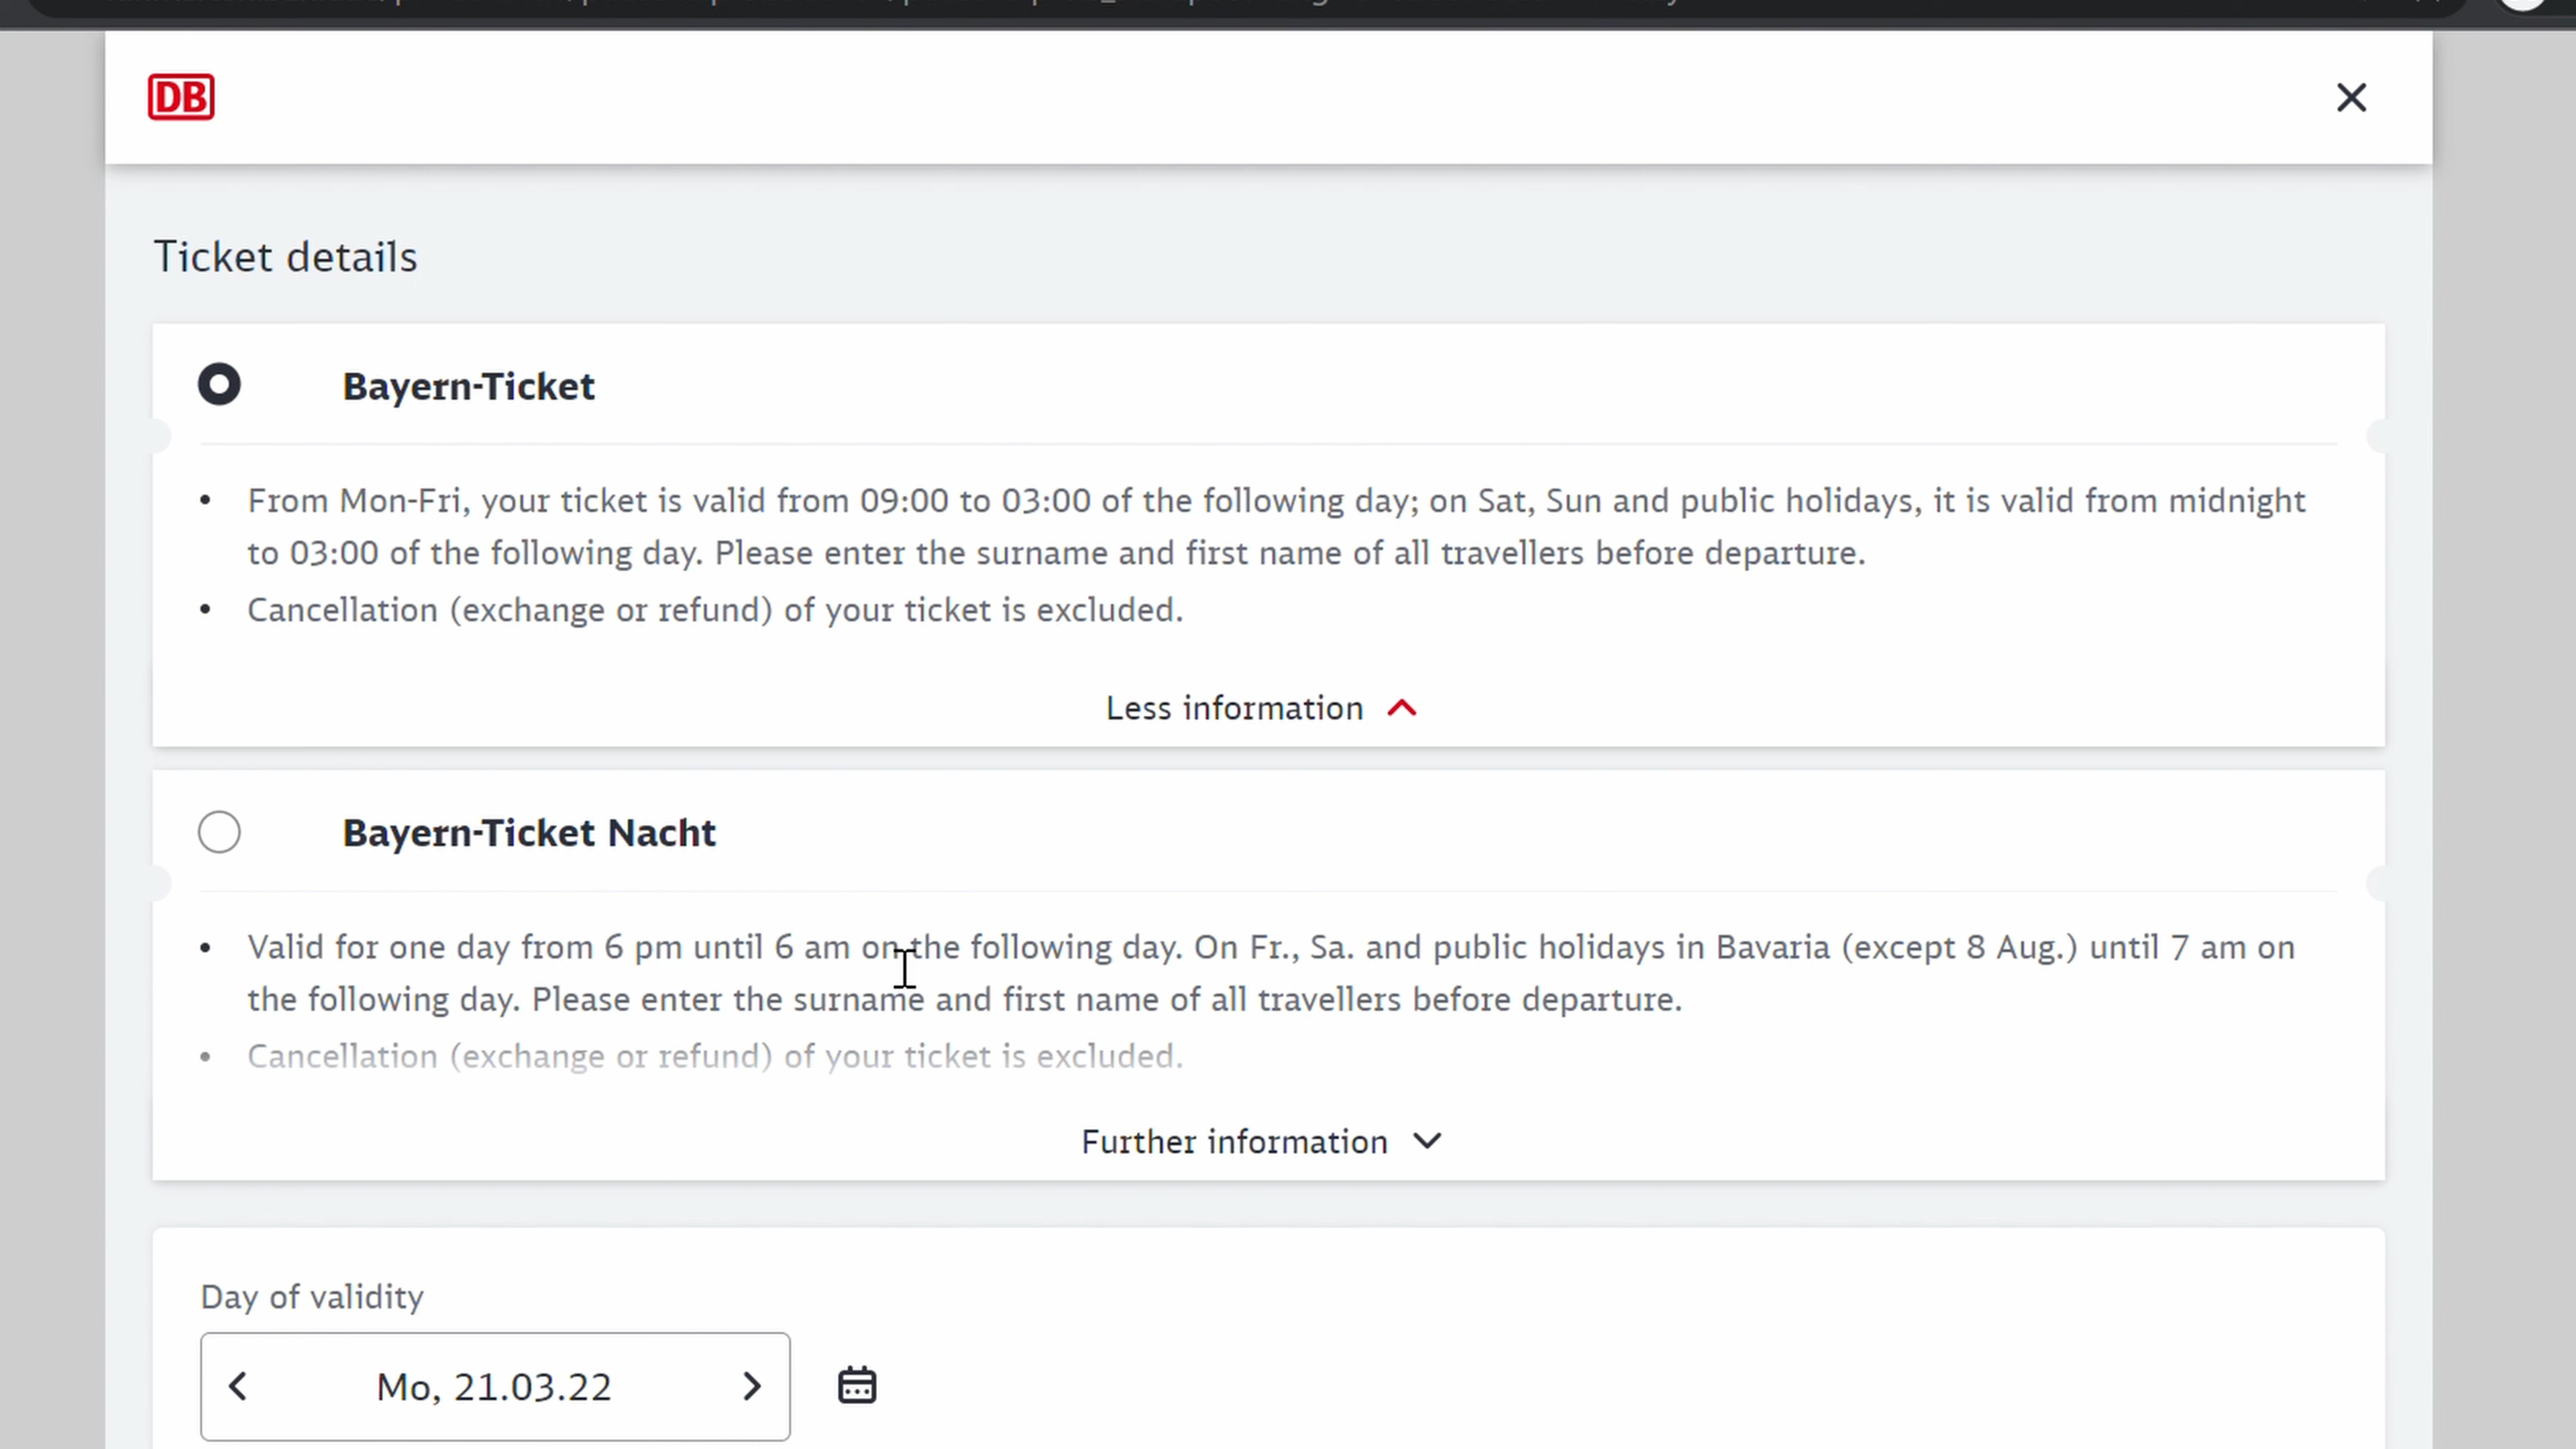 DB
Ticket details
Bayern-Ticket
• From Mon-Fri, your ticket is valid from 09:00 to 03:00 of the following day; on Sat, Sun and public holidays, it is valid from midnight
to 03:00 of the following day. Please enter the surname and first name of all travellers before departure.
• Cancellation (exchange or refund) of your ticket is excluded.
Less information
Bayern-Ticket Nacht
• Valid for one day from 6 pm until 6 am on the following day. On Fr., Sa. and public holidays in Bavaria (except 8 Aug.) until 7 am on
the following day. Please enter the surname and first name of all travellers before departure.
• Cancellation (exchange or refund) of your ticket is excluded.
Further information
Day of validity
Mo, 21.03.22